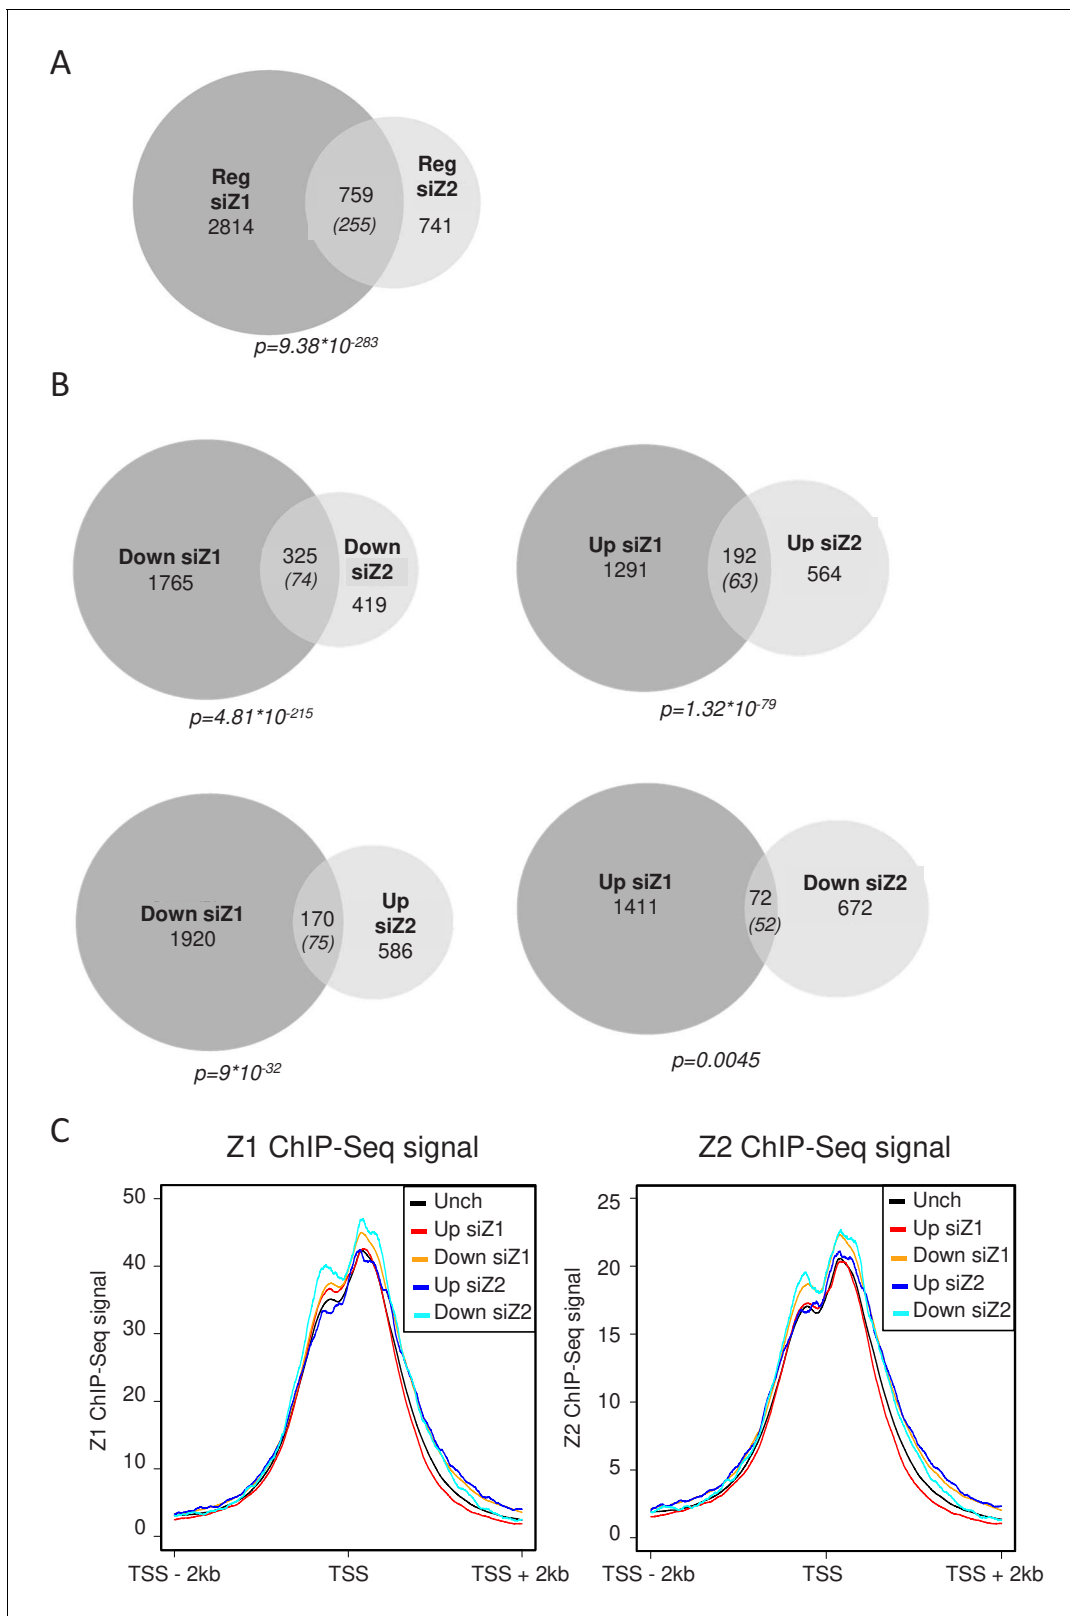 A
Reg
siZ1
2814
759
(255)
Reg
siZ2
741
p=9.38*10-283
B
Down siZ1
1765
325
(74)
Down
siZ2
419
p=4.81*10-215
Up siZ1
1291
192
(63)
Up siZ2
564
p=1.32*10-79
Down siZ1
1920
170
(75)
Up
siZ2
586
p=9*10-32
Up siZ1
1411
72
(52)
Down siZ2
672
p=0.0045
C
Z1 ChIP-Seq signal
Z1 ChIP-Seq signal
50
40
30
20
10
0
Unch
Up siZ1
Down siZ1
Up siZ2
Down siZ2
TSS - 2kb
TSS
TSS + 2kb
Z2 ChIP-Seq signal
Z2 ChIP-Seq signal
25
20
15
10
5
0
Unch
Up siZ1
Down siZ1
Up siZ2
Down siZ2
TSS - 2kb
TSS
TSS + 2kb